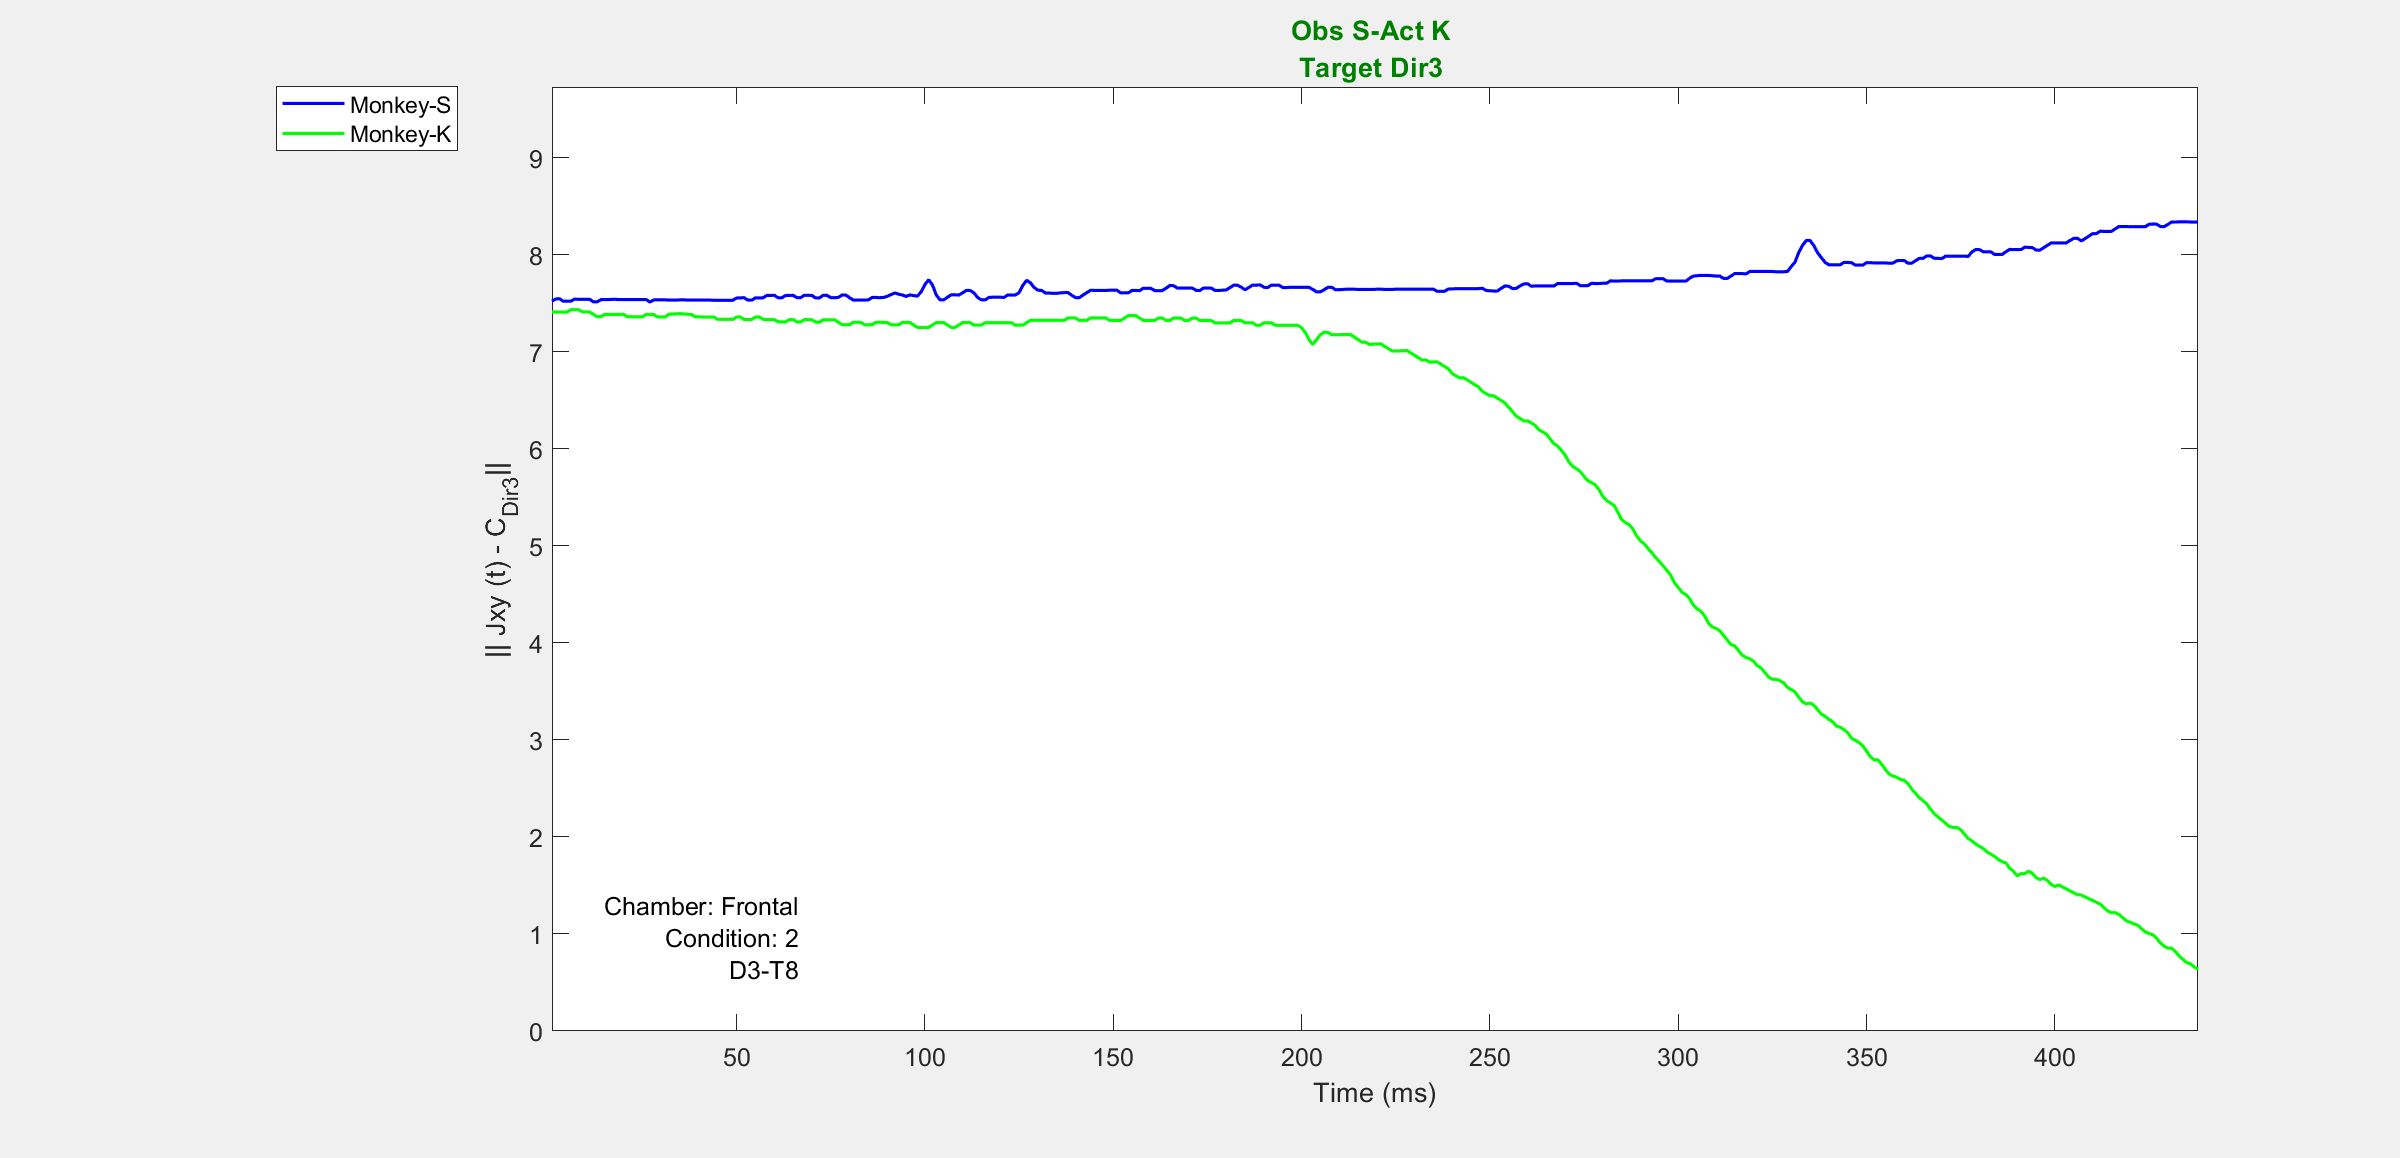 Obs S-Act K
Target Dir3
Monkey-S
Monkey-K
9
8
7
6
5
4
3
2
1
0
|| Jxy (t) - C_Dir3||
Chamber: Frontal
Condition: 2
D3-T8
50 100 150 200 250 300 350 400
Time (ms)